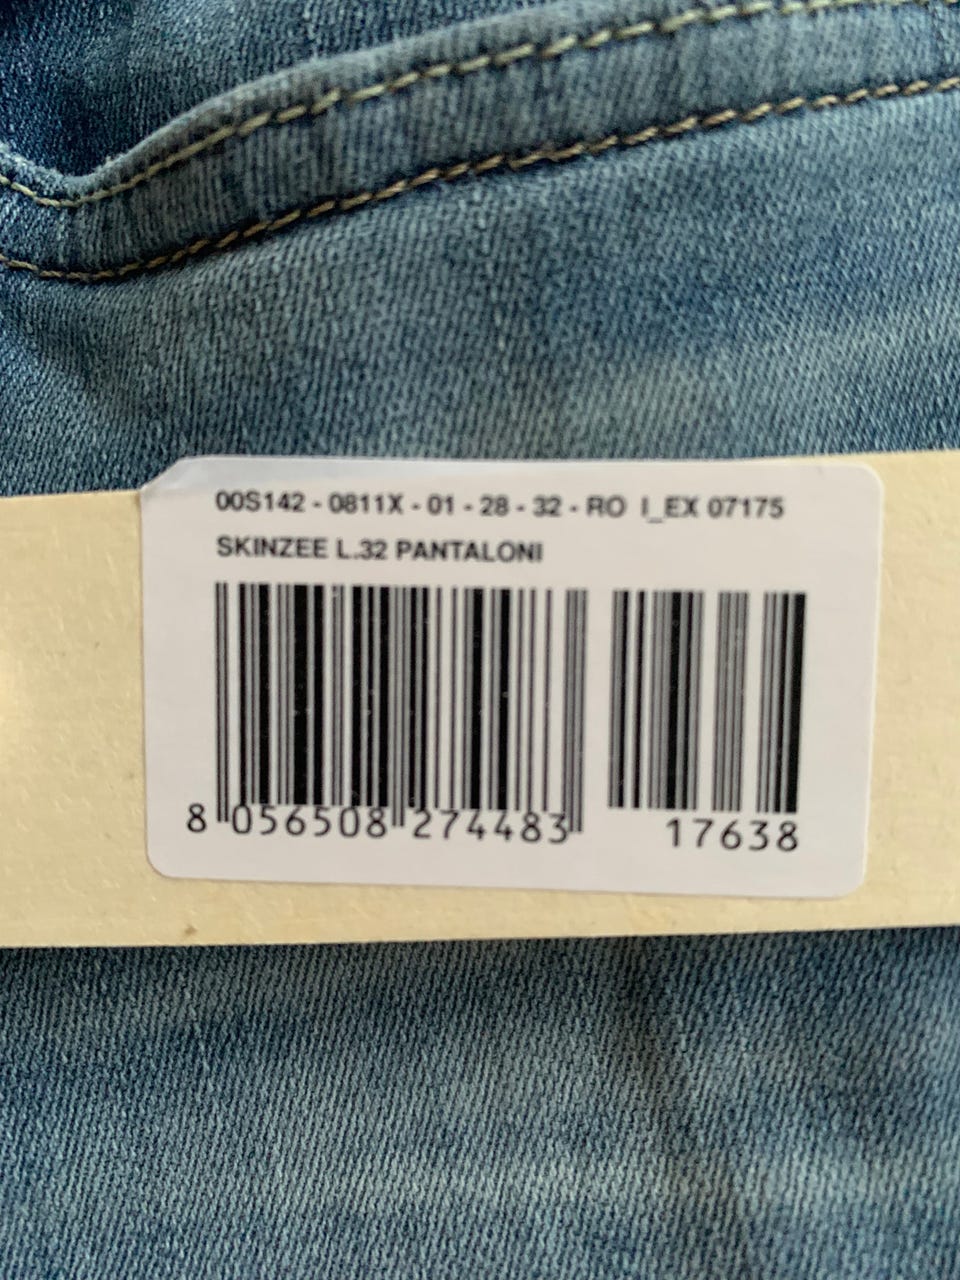 00S142 - 0811X - 01 - 28 - 32 - RO I_EX 07175
SKINZEE L.32 PANTALONI
8 056508 274483 17638